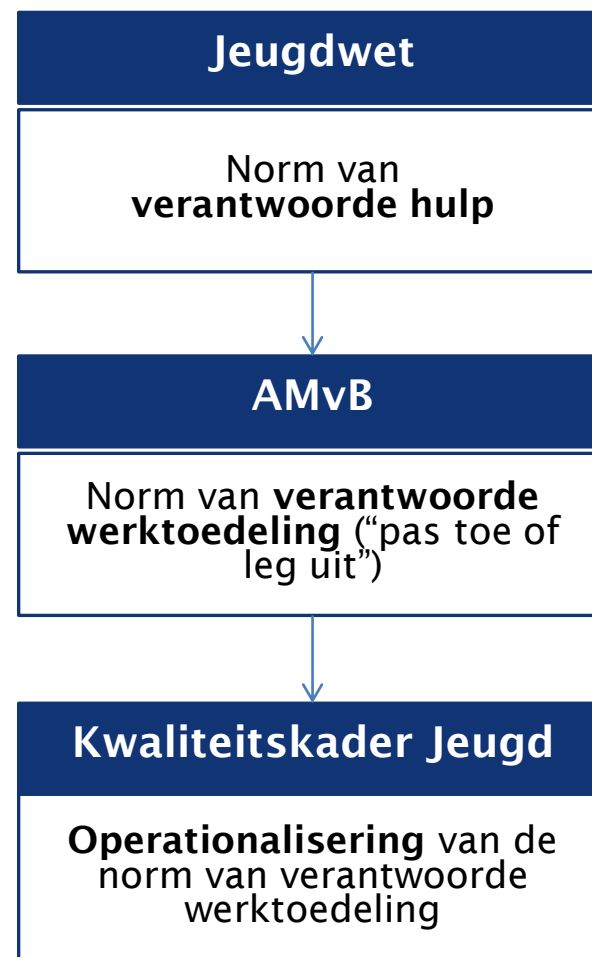 Jeugdwet
Norm van
verantwoorde hulp
AMvB
Norm van verantwoorde
werktoedeling (“pas toe of
leg uit”)
Kwaliteitskader Jeugd
Operationalisering van de
norm van verantwoorde
werktoedeling